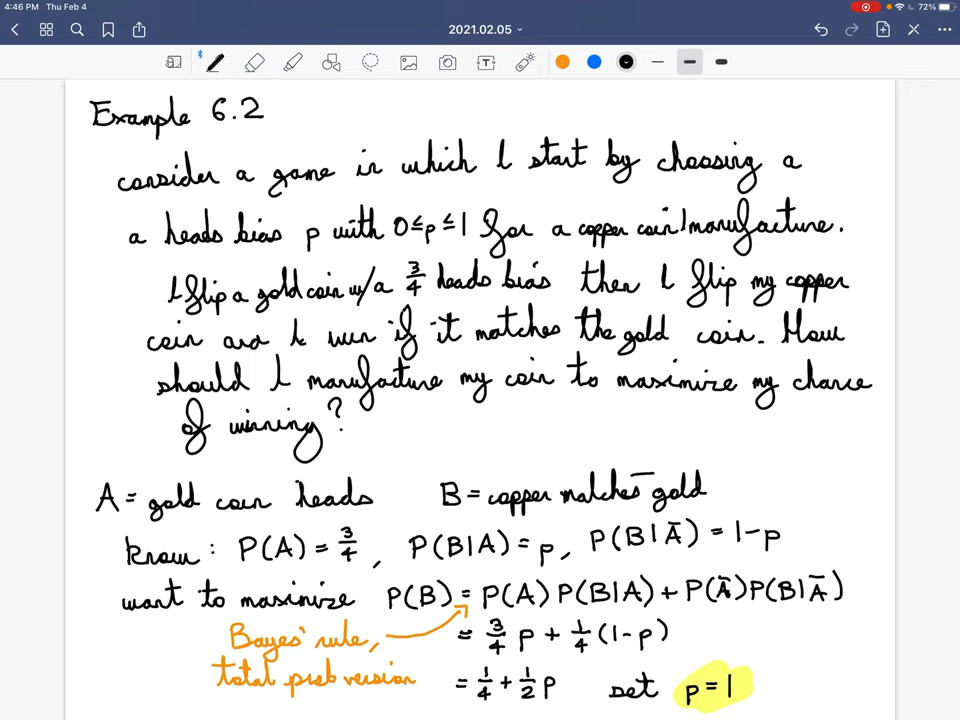 4:46 PM Thu Feb 4
72%
2021.02.05
Example 6.2
consider a game in which I start by choosing a
a heads bias p with 0≤p≤1 for a copper coin I manufacture.
I flip a gold coin w/a 3/4 heads bias then I flip my copper
coin and I win if it matches the gold coin. How
should I manufacture my coin to maximize my chance
of winning?
A = gold coin heads B = copper matches gold
know: P(A) = 3/4, P(B|A) = p, P(B|Ā) = 1-p
want to maximize P(B) = P(A)P(B|A) + P(Ā)P(B|Ā)
Bayes' rule, = 3/4 p + 1/4 (1-p)
total prob version = 1/4 + 1/2 p set p = 1